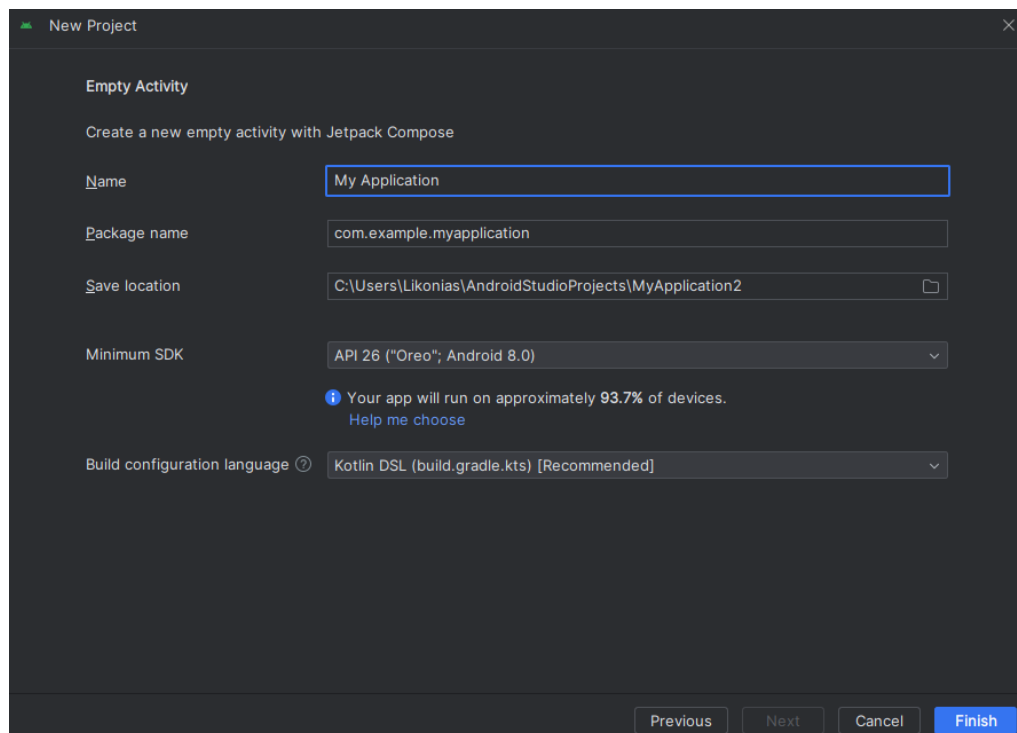 New Project
Empty Activity
Create a new empty activity with Jetpack Compose
Name My Application
Package name com.example.myapplication
Save location C:\Users\Likonias\AndroidStudioProjects\MyApplication2
Minimum SDK API 26 ("Oreo"; Android 8.0)
Your app will run on approximately 93.7% of devices.
Help me choose
Build configuration language ? Kotlin DSL (build.gradle.kts) [Recommended]
Previous Next Cancel Finish